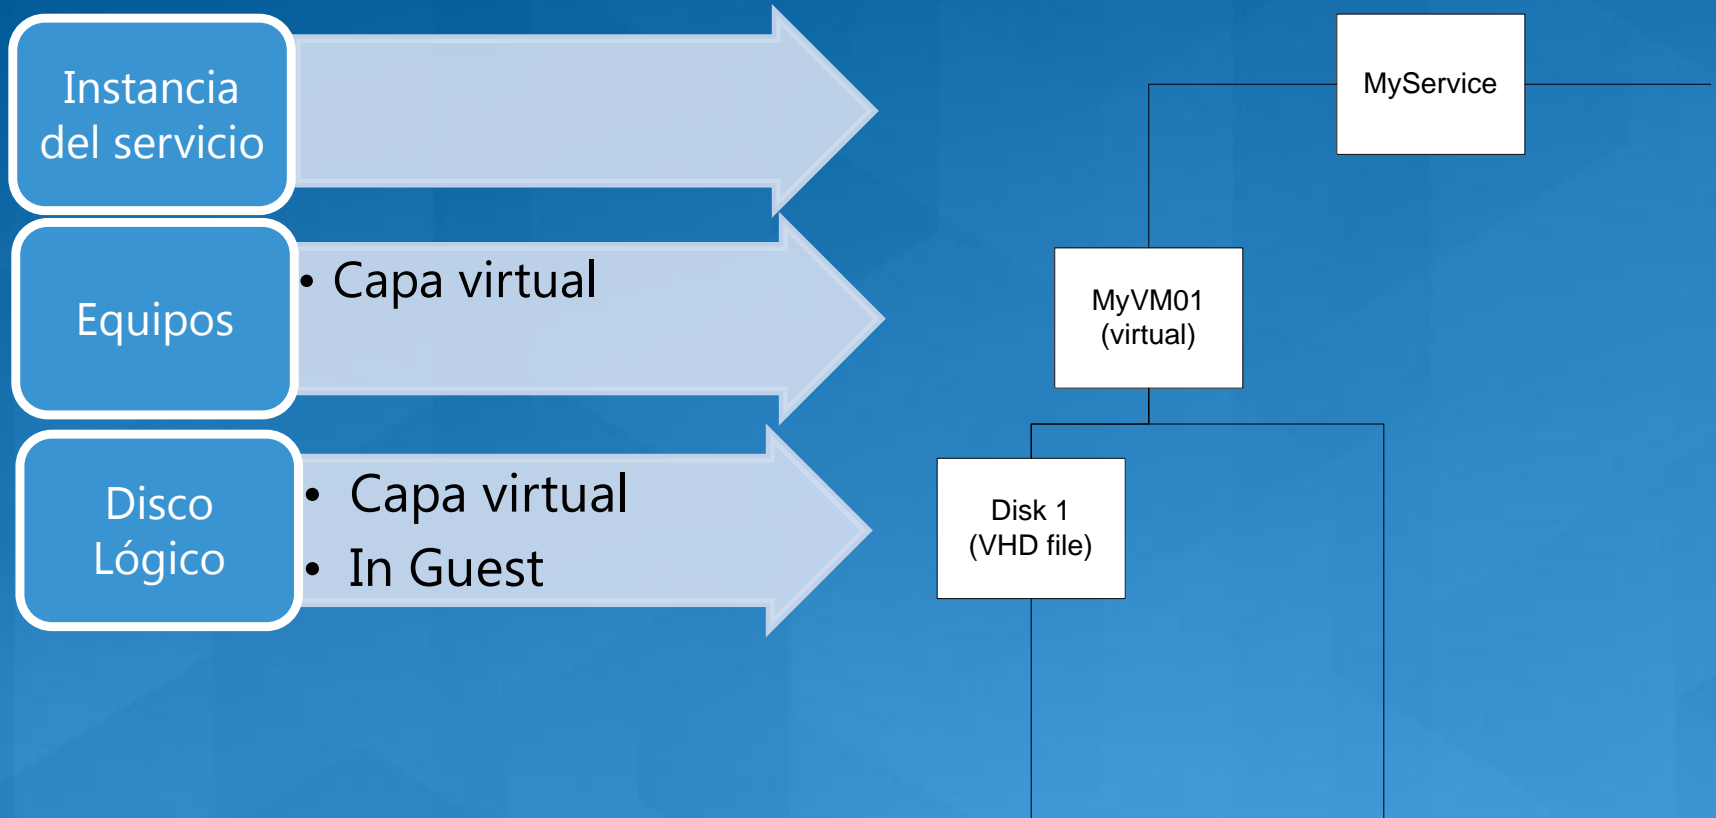 Instancia
del servicio
MyService
Equipos
• Capa virtual
MyVM01
(virtual)
Disco
Lógico
• Capa virtual
• In Guest
Disk 1
(VHD file)